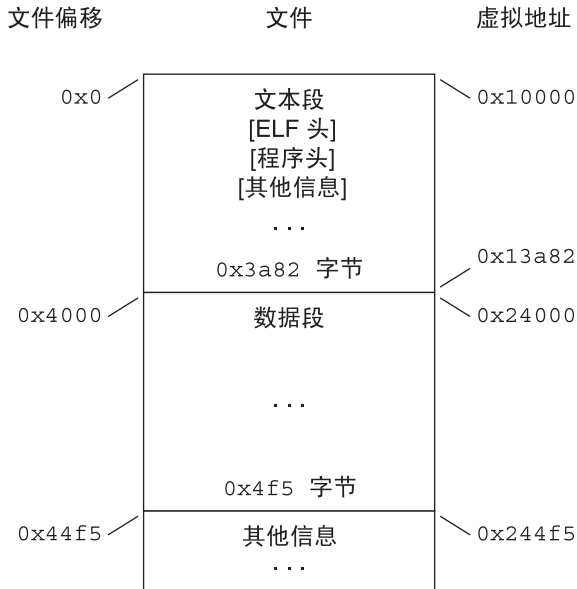 文件偏移 文件 虚拟地址
0x0 文本段 0x10000
[ELF 头]
[程序头]
[其他信息]
...
0x3a82 字节 0x13a82
0x4000 数据段 0x24000
...
0x4f5 字节
0x44f5 其他信息 0x244f5
...